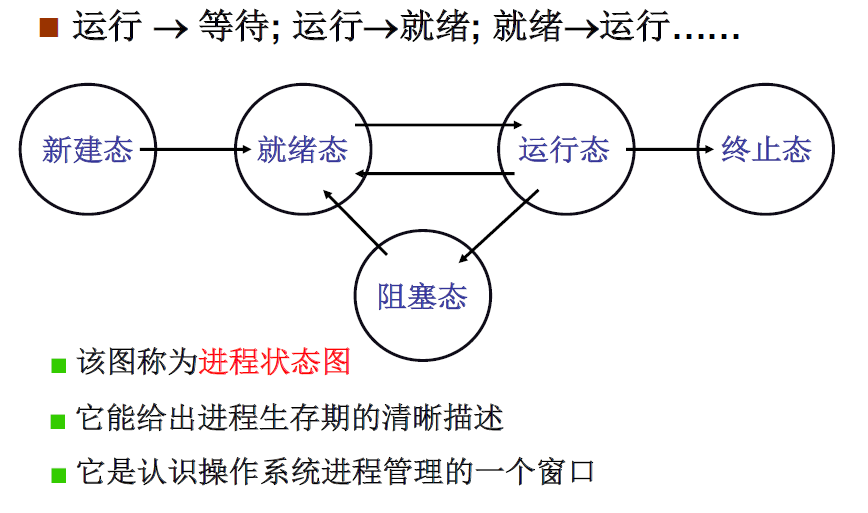 运行 → 等待; 运行→就绪; 就绪→运行……
新建态
就绪态
运行态
终止态
阻塞态
该图称为进程状态图
它能给出进程生存期的清晰描述
它是认识操作系统进程管理的一个窗口